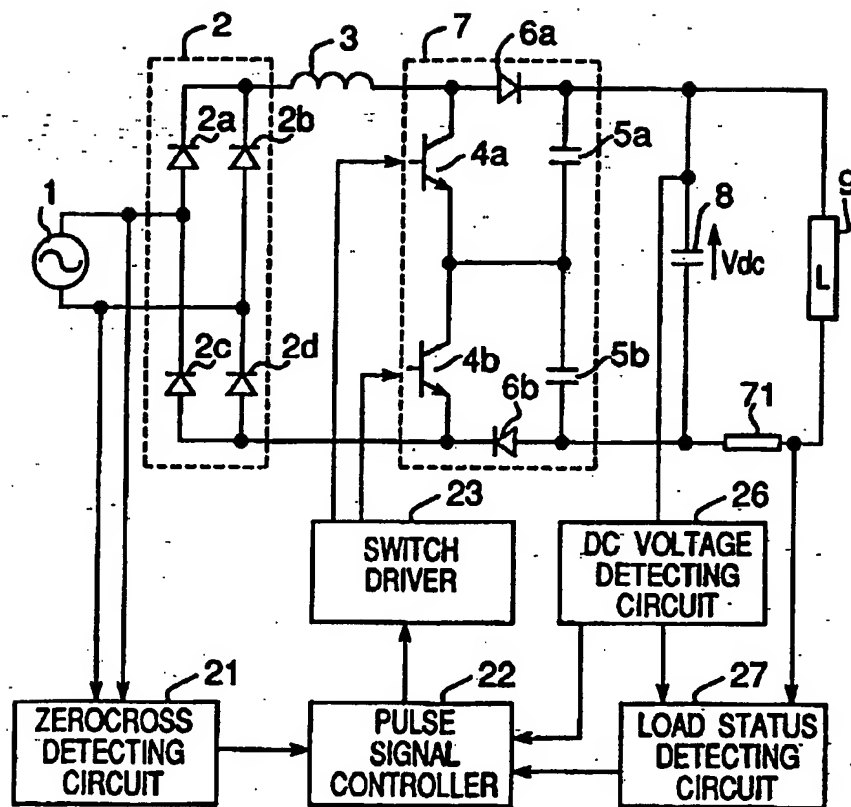 2
3
7
6a
2a
2b
4a
5a
1
8
Vdc
9
L
2c
2d
4b
5b
6b
71
23
SWITCH
DRIVER
26
DC VOLTAGE
DETECTING
CIRCUIT
21
ZEROCROSS
DETECTING
CIRCUIT
22
PULSE
SIGNAL
CONTROLLER
27
LOAD STATUS
DETECTING
CIRCUIT